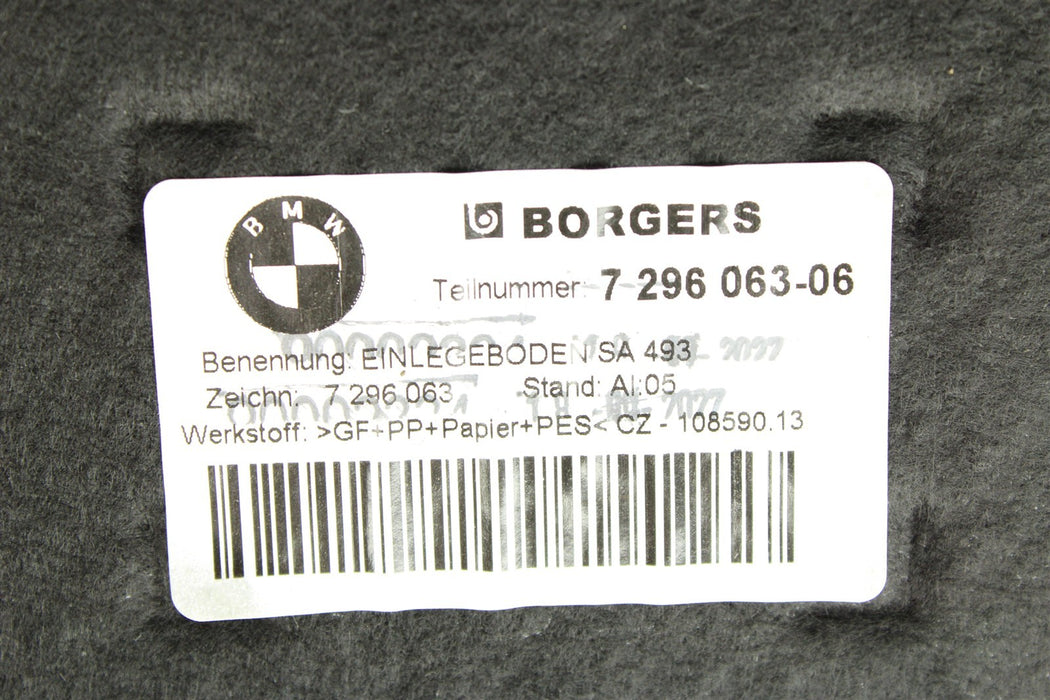 BMW
b BORGERS
Teilnummer: 7 296 063-06
Benennung: EINLEGEBODEN SA 493
Zeichn: 7 296 063 Stand: AI:05
Werkstoff: >GF+PP+Papier+PES< CZ - 108590.13